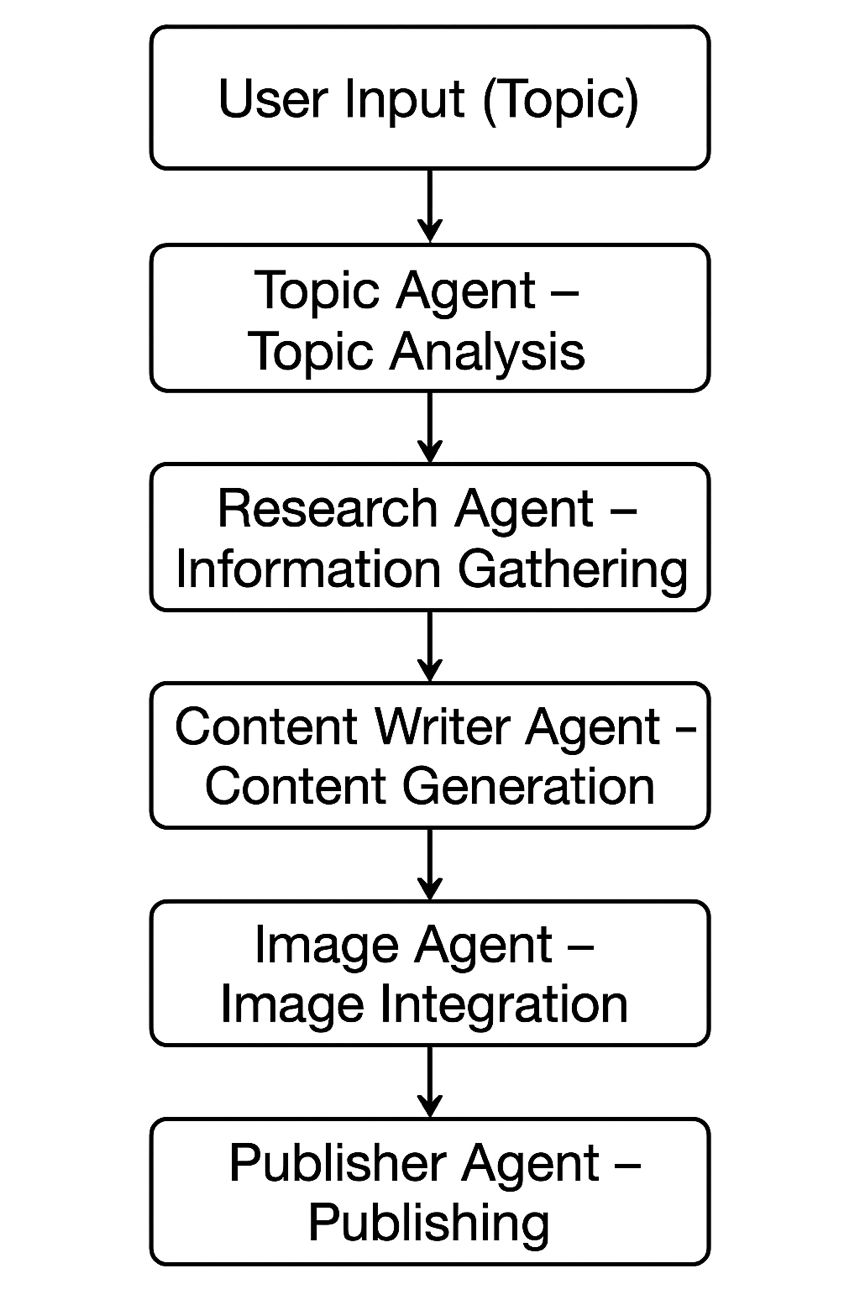 User Input (Topic)
Topic Agent –
Topic Analysis
Research Agent –
Information Gathering
Content Writer Agent –
Content Generation
Image Agent –
Image Integration
Publisher Agent –
Publishing